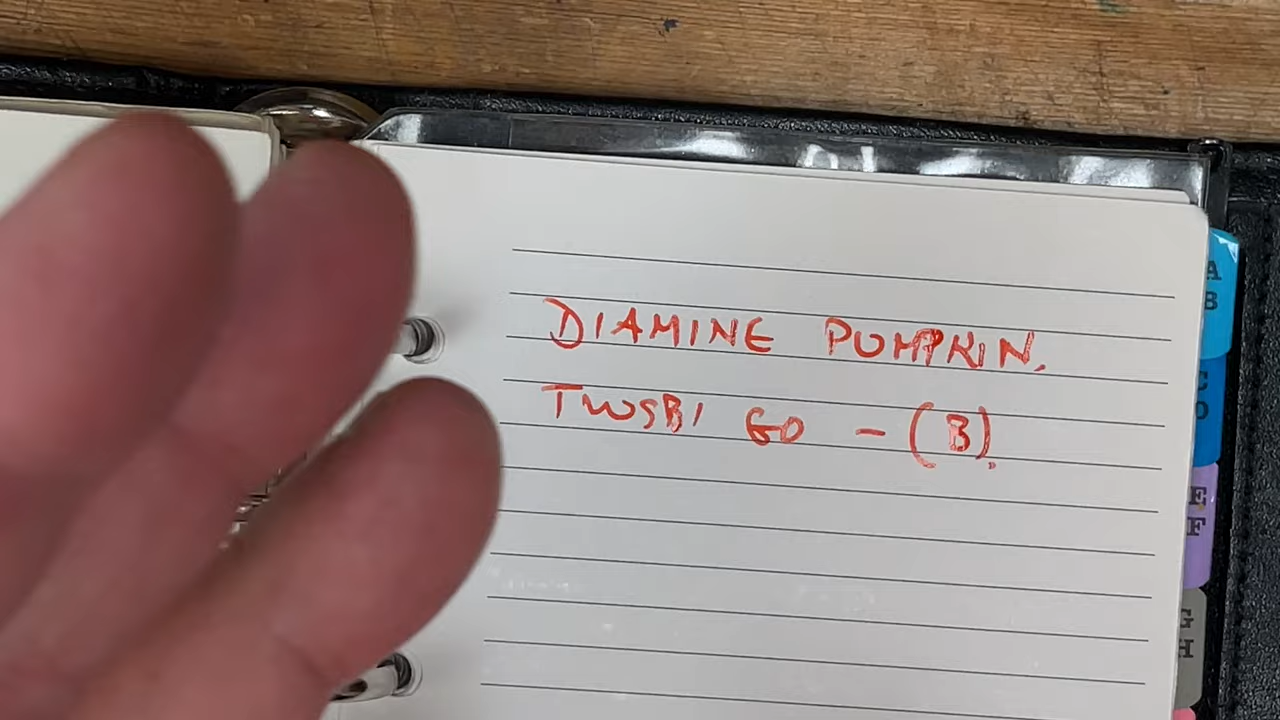 DIAMINE PUMPKIN.
TWSBI GO - (B).
A
B
C
D
E
F
G
H